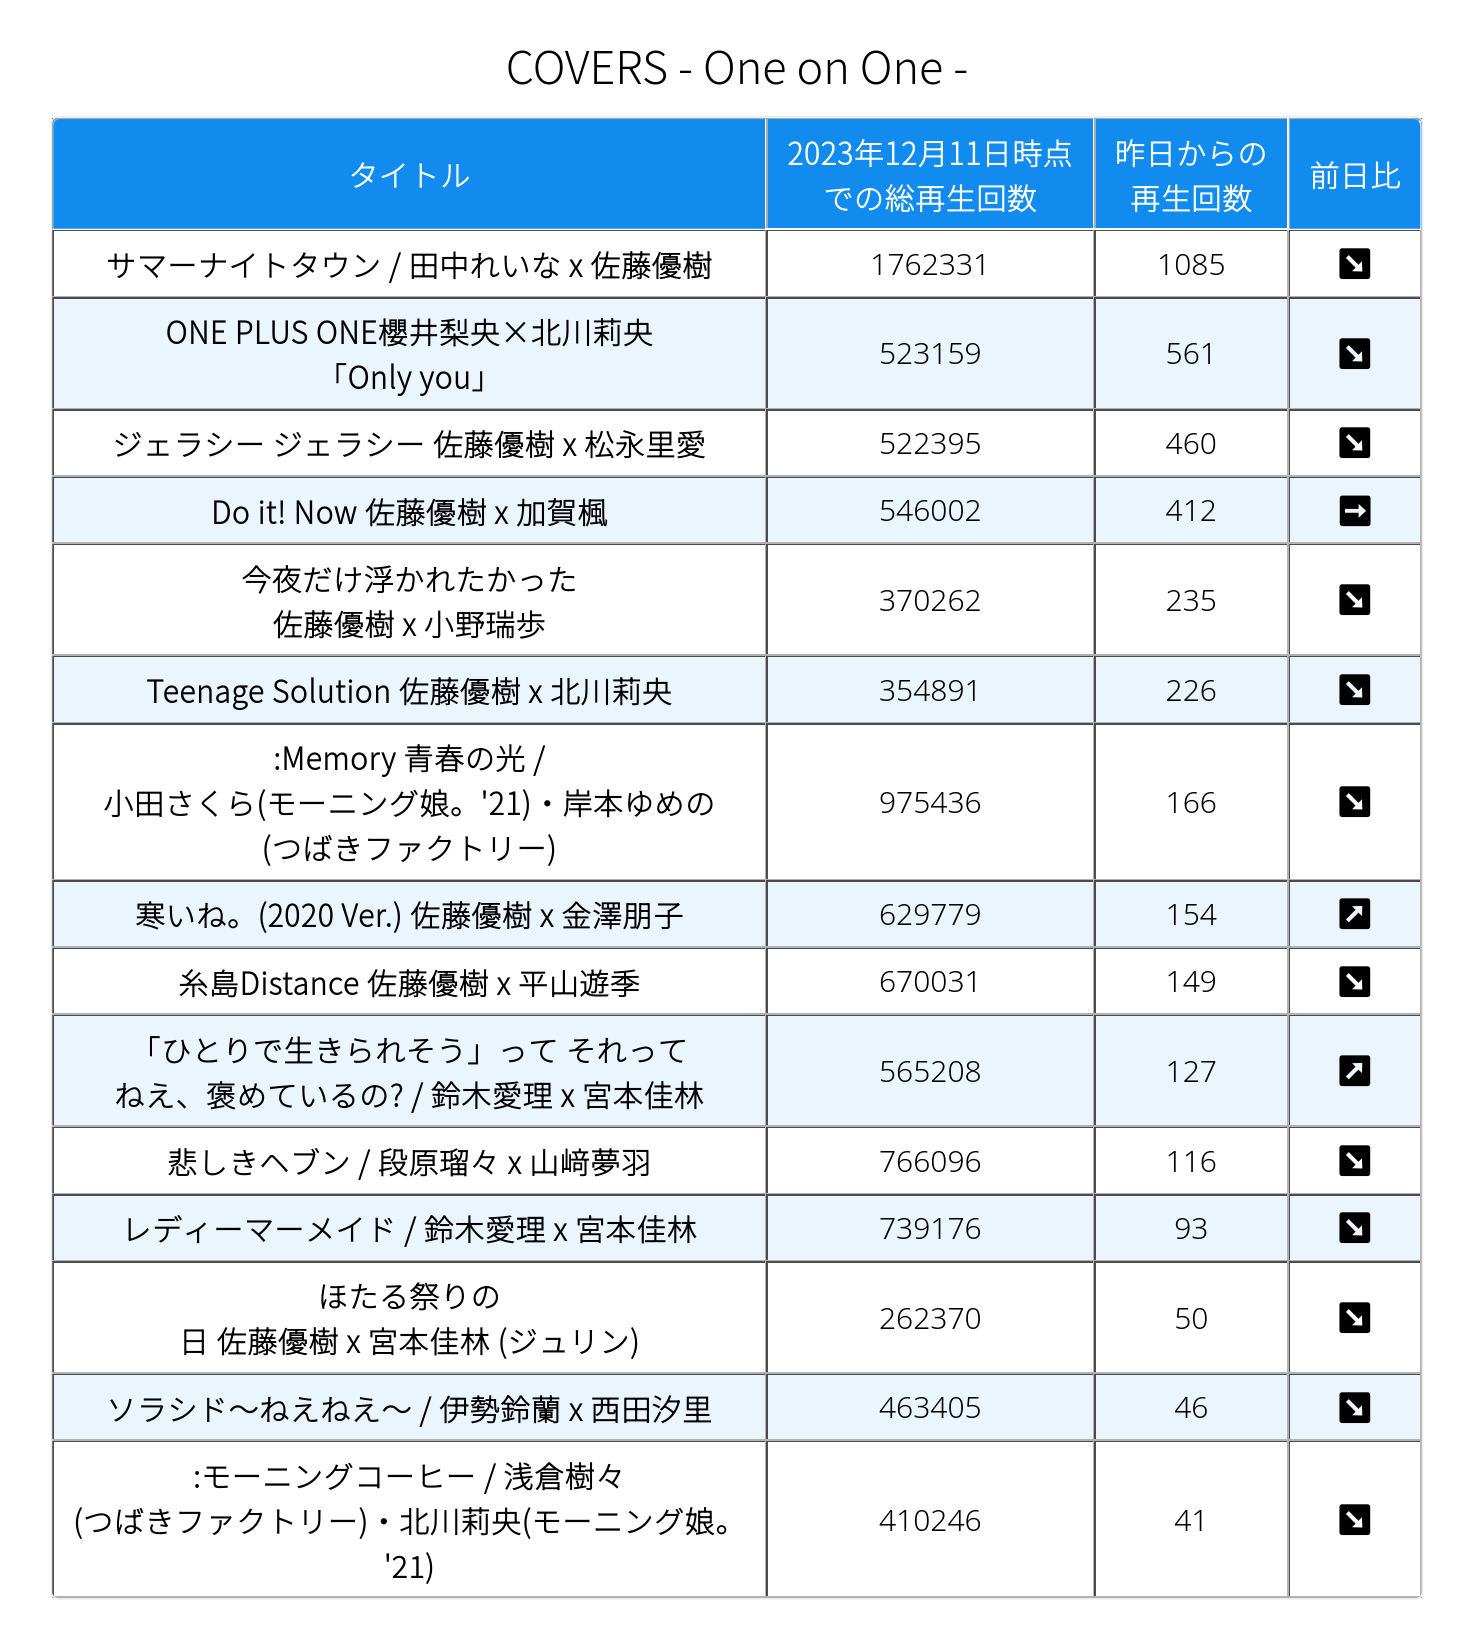 COVERS - One on One -
タイトル
2023年12月11日時点
での総再生回数
昨日からの
再生回数
前日比
サマーナイトタウン / 田中れいな x 佐藤優樹
1762331
1085
ONE PLUS ONE櫻井梨央×北川莉央
「Only you」
523159
561
ジェラシー ジェラシー 佐藤優樹 x 松永里愛
522395
460
Do it! Now 佐藤優樹 x 加賀楓
546002
412
今夜だけ浮かれたかった
佐藤優樹 x 小野瑞歩
370262
235
Teenage Solution 佐藤優樹 x 北川莉央
354891
226
:Memory 青春の光 /
小田さくら(モーニング娘。'21)・岸本ゆめの
(つばきファクトリー)
975436
166
寒いね。(2020 Ver.) 佐藤優樹 x 金澤朋子
629779
154
糸島Distance 佐藤優樹 x 平山遊季
670031
149
「ひとりで生きられそう」って それって
ねえ、褒めているの? / 鈴木愛理 x 宮本佳林
565208
127
悲しきヘブン / 段原瑠々 x 山﨑夢羽
766096
116
レディーマーメイド / 鈴木愛理 x 宮本佳林
739176
93
ほたる祭りの
日 佐藤優樹 x 宮本佳林 (ジュリン)
262370
50
ソラシド～ねえねえ～ / 伊勢鈴蘭 x 西田汐里
463405
46
:モーニングコーヒー / 浅倉樹々
(つばきファクトリー)・北川莉央(モーニング娘。
'21)
410246
41